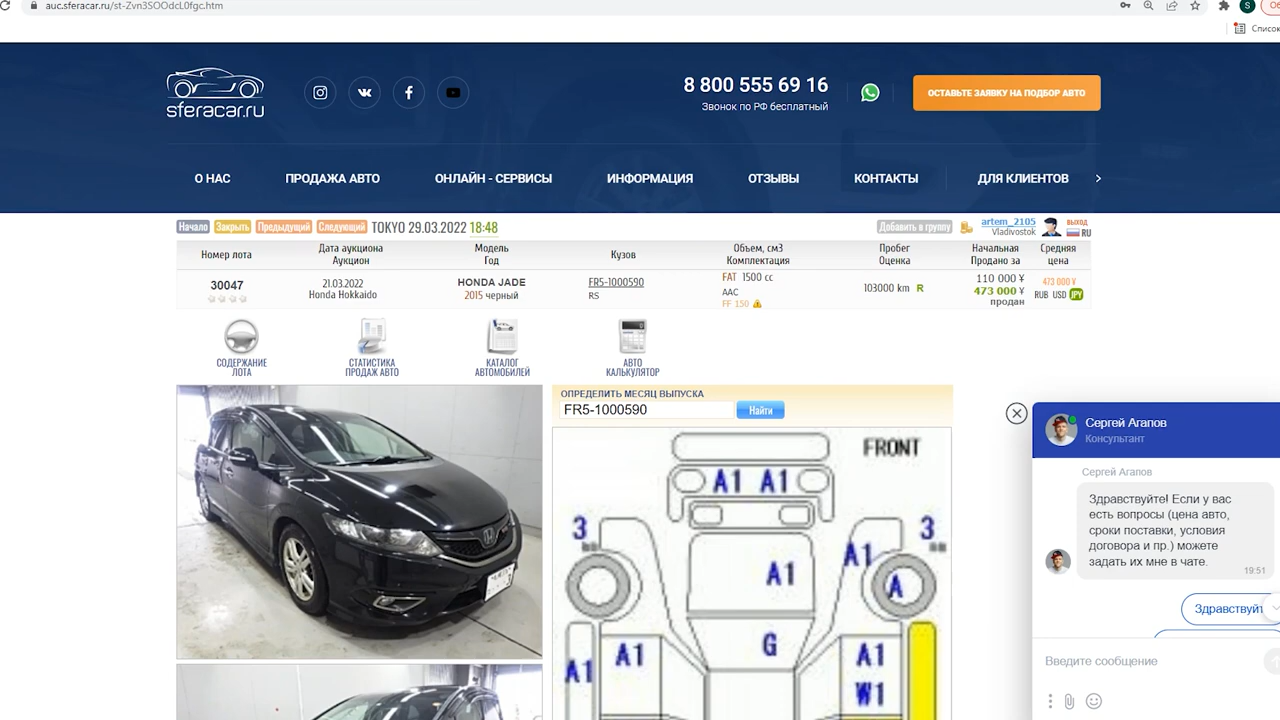 auc.sferacar.ru/st-Zvn3SOOdcL0fgc.htm
S
Об
Список
sferacar.ru
8 800 555 69 16
Звонок по РФ бесплатный
ОСТАВЬТЕ ЗАЯВКУ НА ПОДБОР АВТО
О НАС ПРОДАЖА АВТО ОНЛАЙН - СЕРВИСЫ ИНФОРМАЦИЯ ОТЗЫВЫ КОНТАКТЫ ДЛЯ КЛИЕНТОВ
Начало Закрыть Предыдущий Следующий TOKYO 29.03.2022 18:48 Добавить в группу artem_2105 выход
Vladivostok RU
Номер лота Дата аукциона Модель Кузов Объем, см3 Пробег Начальная Средняя
Аукцион Год Комплектация Оценка Продано за цена
30047 21.03.2022 HONDA JADE FR5-1000590 FAT 1500 cc 103000 km R 110 000 ¥ 473 000 ¥
Honda Hokkaido 2015 черный RS AAC 473 000 ¥ RUB USD JPY
FF 150 продан
СОДЕРЖАНИЕ СТАТИСТИКА КАТАЛОГ АВТО
ЛОТА ПРОДАЖ АВТО АВТОМОБИЛЕЙ КАЛЬКУЛЯТОР
ОПРЕДЕЛИТЬ МЕСЯЦ ВЫПУСКА
FR5-1000590 Найти
FRONT
A1 A1
3 3
A1 A1 A
G
A1 A1 A1
W1
Сергей Агапов
Консультант
Сергей Агапов
Здравствуйте! Если у вас
есть вопросы (цена авто,
сроки поставки, условия
договора и пр.) можете
задать их мне в чате.
19:51
Здравствуйт
Введите сообщение